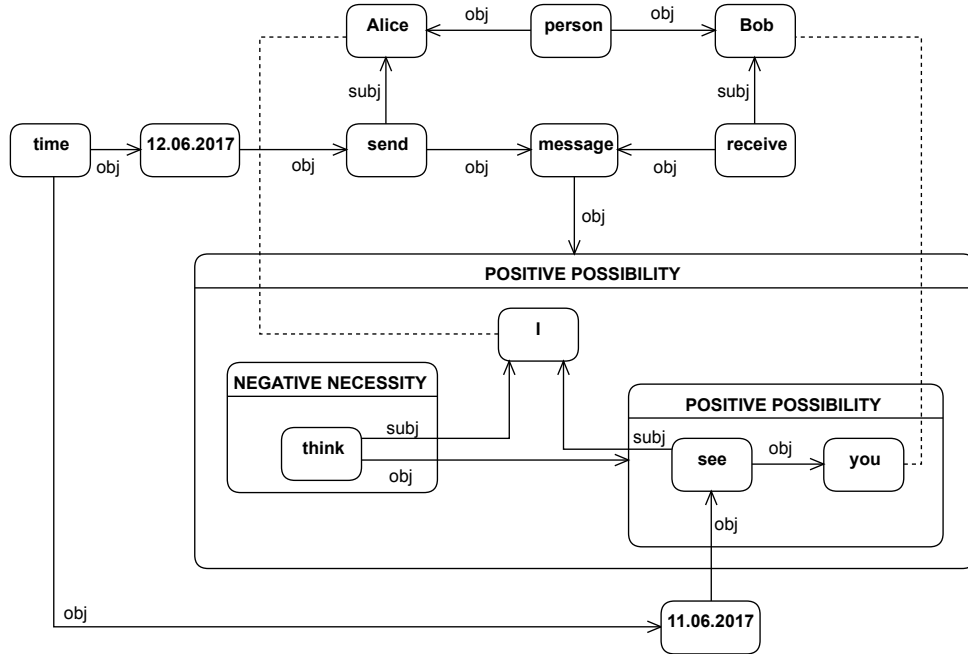 obj
obj
Alice
person
Bob
subj
subj
time
12.06.2017
send
message
receive
obj
obj
obj
obj
obj
POSITIVE POSSIBILITY
I
NEGATIVE NECESSITY
POSITIVE POSSIBILITY
subj
subj
think
see
obj
you
obj
obj
obj
11.06.2017